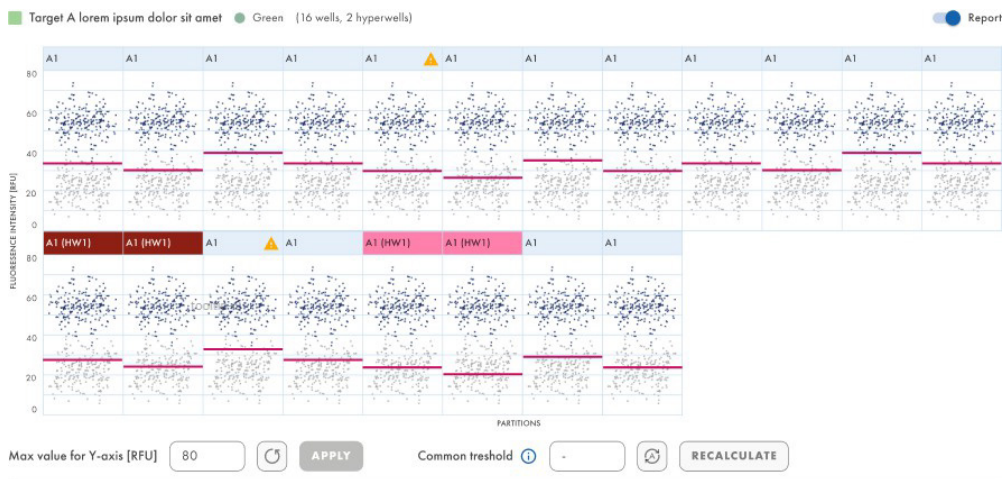 Target A lorem ipsum dolor sit amet Green (16 wells, 2 hyperwells) Report
A1 A1 A1 A1 A1 A1 A1 A1 A1 A1 A1 A1
80
60
40
20
0
FLUORESCENCE INTENSITY [RFU]
A1 (HW1) A1 (HW1) A1 A1 A1 (HW1) A1 (HW1) A1 A1
80
60
40
20
0
PARTITIONS
Max value for Y-axis [RFU] 80 APPLY Common treshold - A RECALCULATE